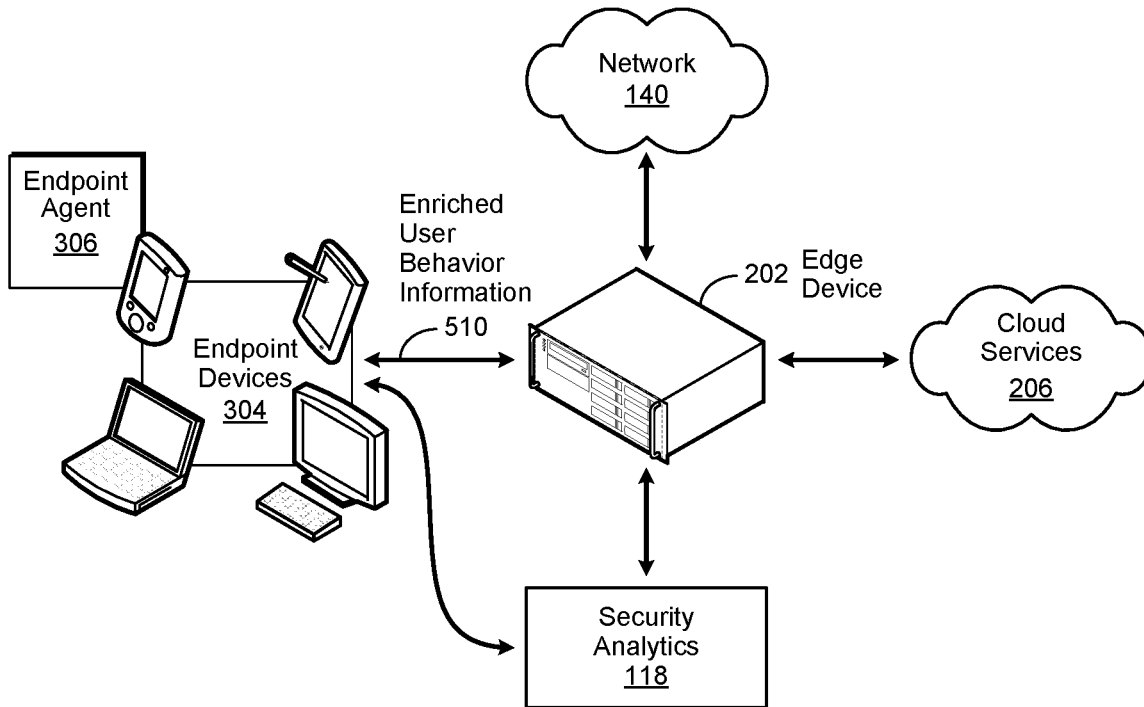 Network
140
Endpoint
Agent
306
Enriched
User
Behavior
Information
510
202
Edge
Device
Endpoint
Devices
304
Cloud
Services
206
Security
Analytics
118